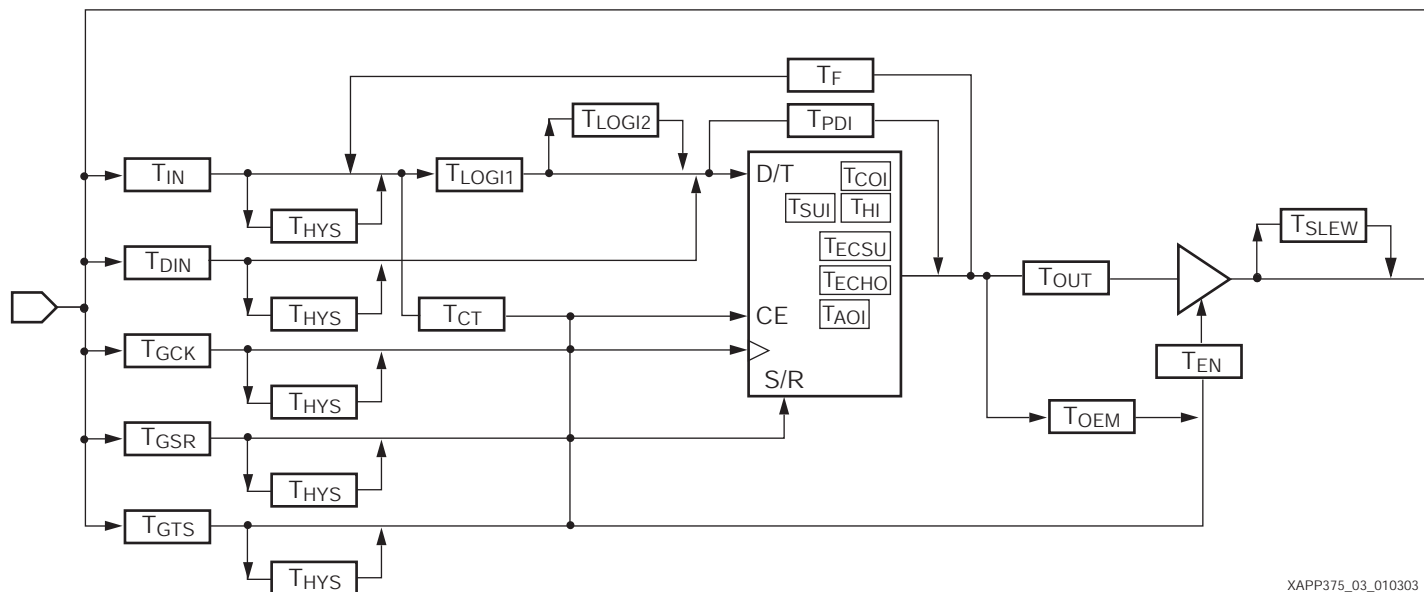 TF
TLOGI2
TPDI
TIN
TLOGI1
D/T
TCOI
TSUI
THI
THYS
TSLEW
TDIN
TECSU
TECHO
TOUT
THYS
TCT
CE
TAOI
TGCK
TEN
S/R
THYS
TOEM
TGSR
THYS
TGTS
THYS
XAPP375_03_010303